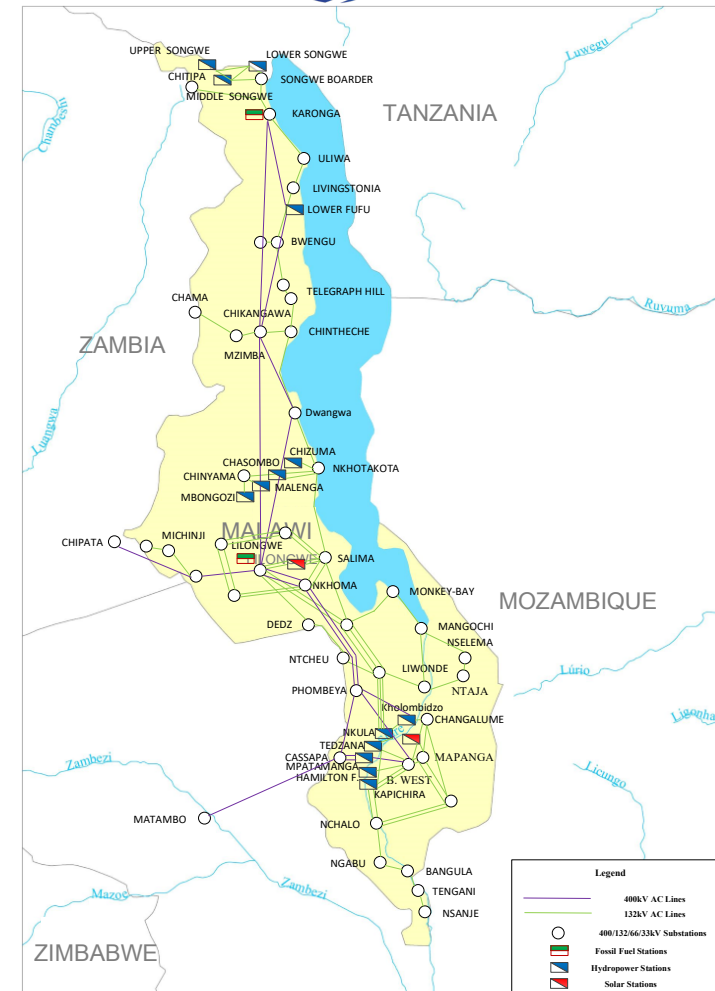 UPPER SONGWE
LOWER SONGWE
CHITIPA
SONGWE BOARDER
MIDDLE SONGWE
Luwegu
Chambeshi
KARONGA
TANZANIA
ULIWA
LIVINGSTONIA
LOWER FUFU
BWENGU
TELEGRAPH HILL
CHAMA
CHIKANGAWA
Ruvuma
CHINTHECHE
ZAMBIA
MZIMBA
Luangwa
Dwangwa
CHIZUMA
CHASOMBO
NKHOTAKOTA
CHINYAMA
MALENGA
MBONGOZI
MALAWI
CHIPATA
MICHINJI
LILONGWE
LILONGWE
SALIMA
NKHOMA
MONKEY-BAY
MOZAMBIQUE
DEDZ
MANGOCHI
NSELEMA
NTCHEU
LIWONDE
Lúrio
NTAJA
PHOMBEYA
Kholombidzo
CHANGALUME
Ligonha
NKULA
TEDZANA
CASSAPA
MAPANGA
Zambezi
MPATAMANGA
HAMILTON F.
B. WEST
Licungo
KAPICHIRA
MATAMBO
NCHALO
NGABU
BANGULA
TENGANI
Mazoe
Zambezi
NSANJE
ZIMBABWE
Legend
400kV AC Lines
132kV AC Lines
400/132/66/33kV Substations
Fossil Fuel Stations
Hydropower Stations
Solar Stations